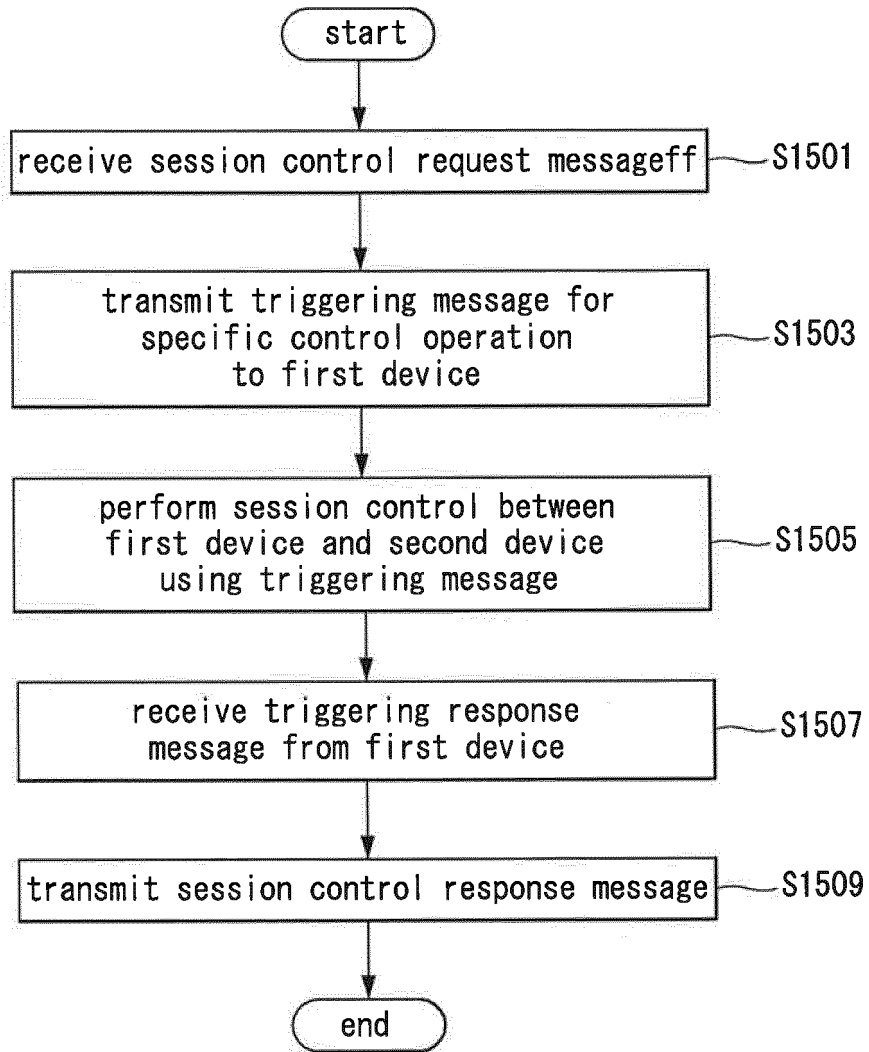 start
receive session control request messageff
S1501
transmit triggering message for
specific control operation
to first device
S1503
perform session control between
first device and second device
using triggering message
S1505
receive triggering response
message from first device
S1507
transmit session control response message
S1509
end